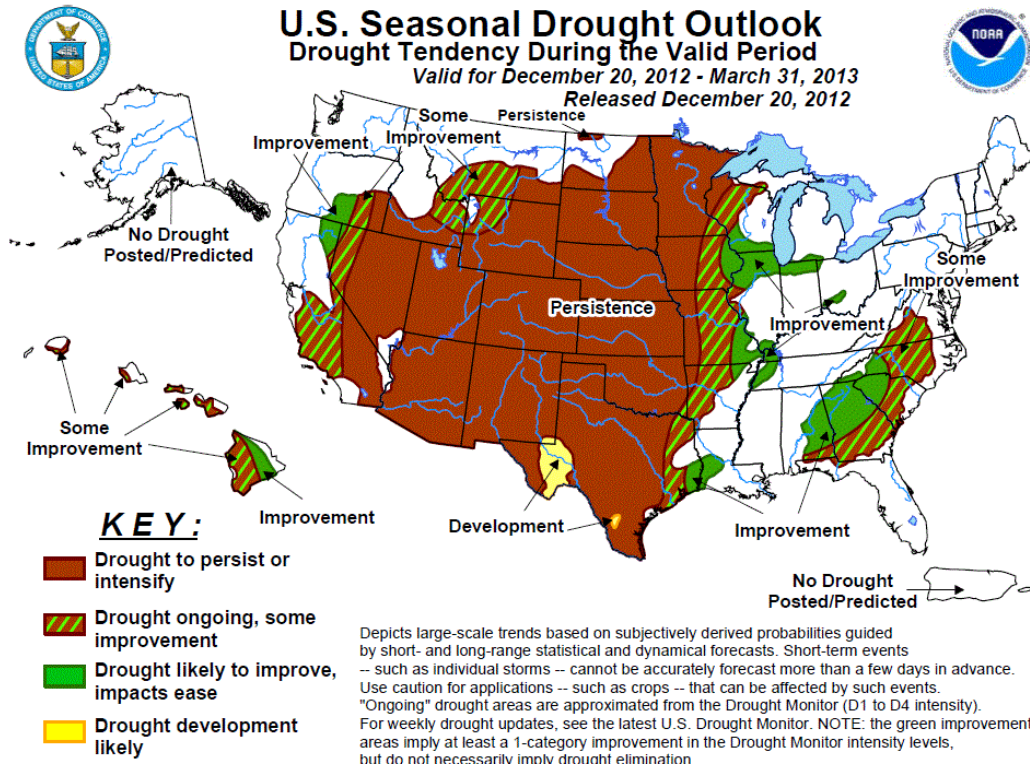 U.S. Seasonal Drought Outlook
Drought Tendency During the Valid Period
Valid for December 20, 2012 - March 31, 2013
Released December 20, 2012
DEPARTMENT OF COMMERCE
UNITED STATES OF AMERICA
NOAA
Some
Improvement
Persistence
Improvement
No Drought
Posted/Predicted
Some
Improvement
Persistence
Improvement
Some
Improvement
Improvement
Development
Improvement
No Drought
Posted/Predicted
KEY:
Drought to persist or
intensify
Drought ongoing, some
improvement
Drought likely to improve,
impacts ease
Drought development
likely
Depicts large-scale trends based on subjectively derived probabilities guided
by short- and long-range statistical and dynamical forecasts. Short-term events
-- such as individual storms -- cannot be accurately forecast more than a few days in advance.
Use caution for applications -- such as crops -- that can be affected by such events.
"Ongoing" drought areas are approximated from the Drought Monitor (D1 to D4 intensity).
For weekly drought updates, see the latest U.S. Drought Monitor. NOTE: the green improvement
areas imply at least a 1-category improvement in the Drought Monitor intensity levels,
but do not necessarily imply drought elimination